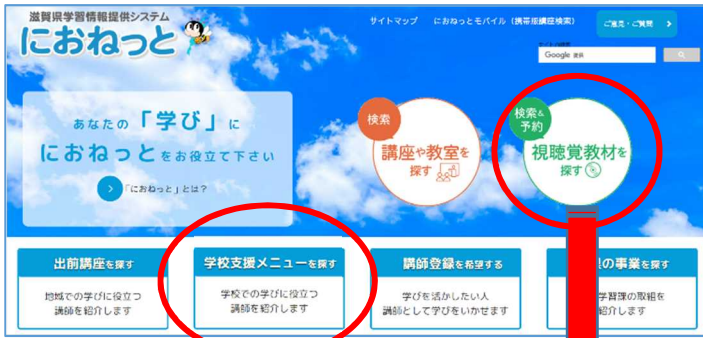 滋賀県学習情報提供システム
におねっと
サイトマップ
におねっとモバイル（携帯版講座検索）
ご意見・ご質問
Google 提供
あなたの「学び」に
におねっとをお役立て下さい
「におねっと」とは？
検索
講座や教室を
探す
検索&
予約
視聴覚教材を
探す
出前講座を探す
地域での学びに役立つ
講師を紹介します
学校支援メニューを探す
学校での学びに役立つ
講師を紹介します
講師登録を希望する
学びを活かしたい人
講師として学びをいかせます
の事業を探す
学習課の取組を
紹介します